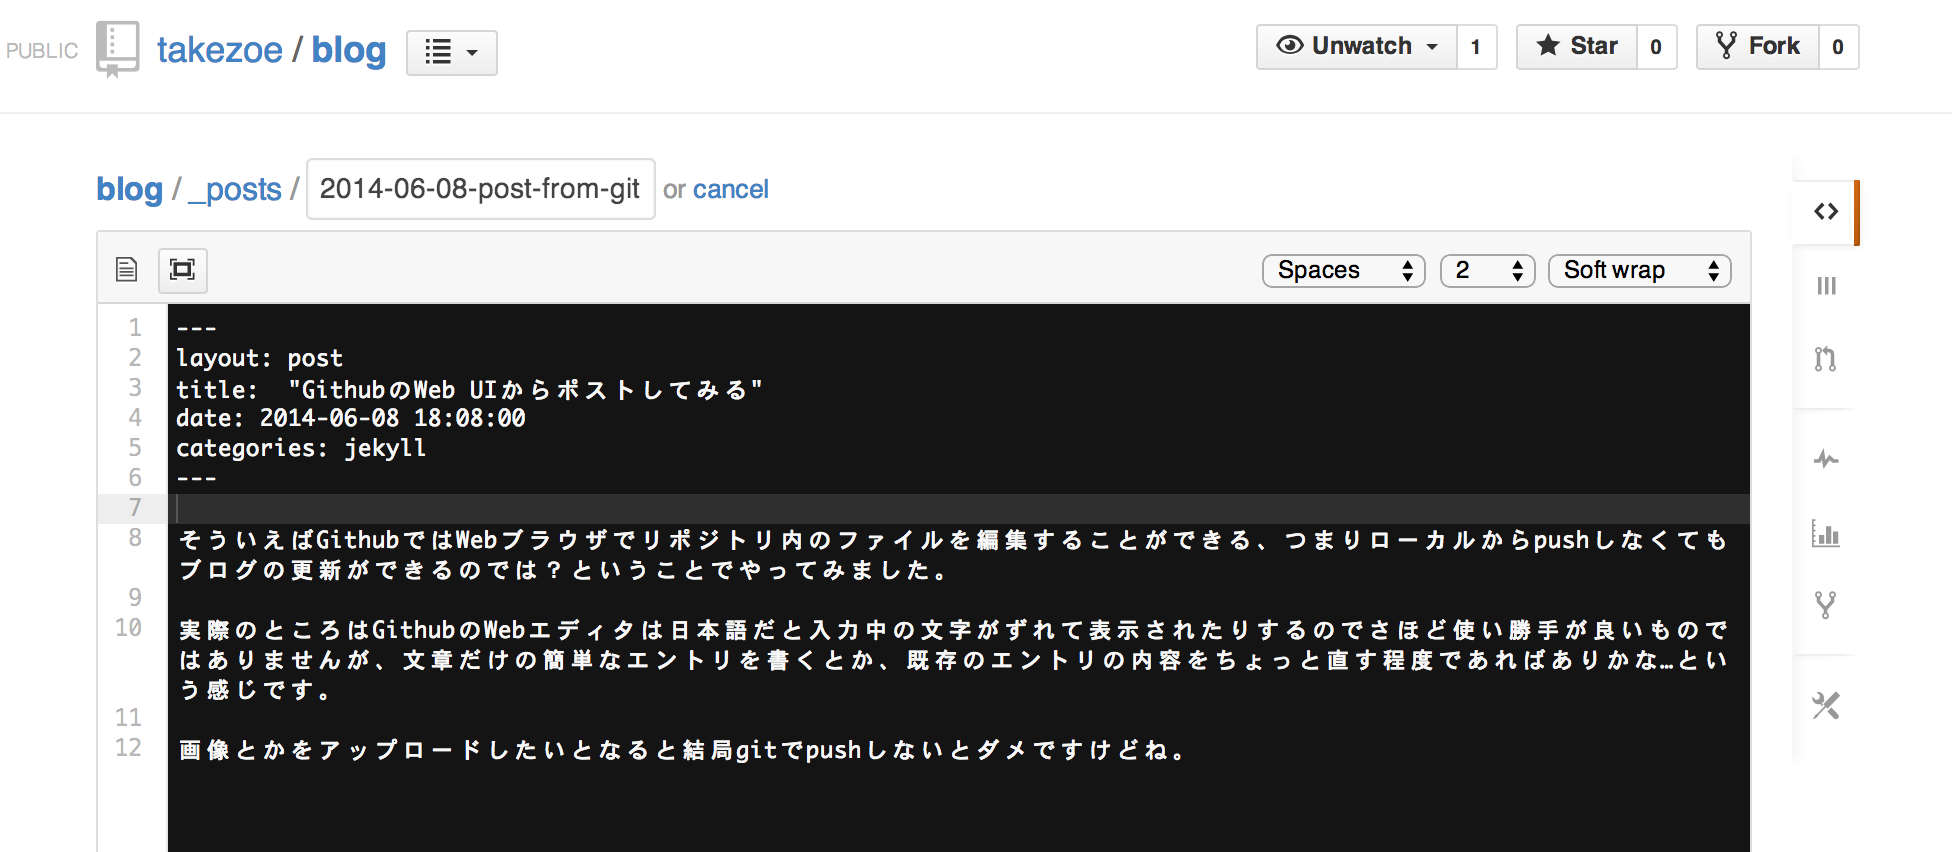 PUBLIC takezoe / blog Unwatch 1 Star 0 Fork 0
blog / _posts / 2014-06-08-post-from-git or cancel
Spaces 2 Soft wrap
1 ---
2 layout: post
3 title:  "GithubのWeb UIからポストしてみる"
4 date: 2014-06-08 18:08:00
5 categories: jekyll
6 ---
7
8 そういえばGithubではWebブラウザでリポジトリ内のファイルを編集することができる、つまりローカルからpushしなくても
ブログの更新ができるのでは？ということでやってみました。
9
10 実際のところはGithubのWebエディタは日本語だと入力中の文字がずれて表示されたりするのでさほど使い勝手が良いもので
はありませんが、文章だけの簡単なエントリを書くとか、既存のエントリの内容をちょっと直す程度であればありかな…とい
う感じです。
11
12 画像とかをアップロードしたいとなると結局gitでpushしないとダメですけどね。